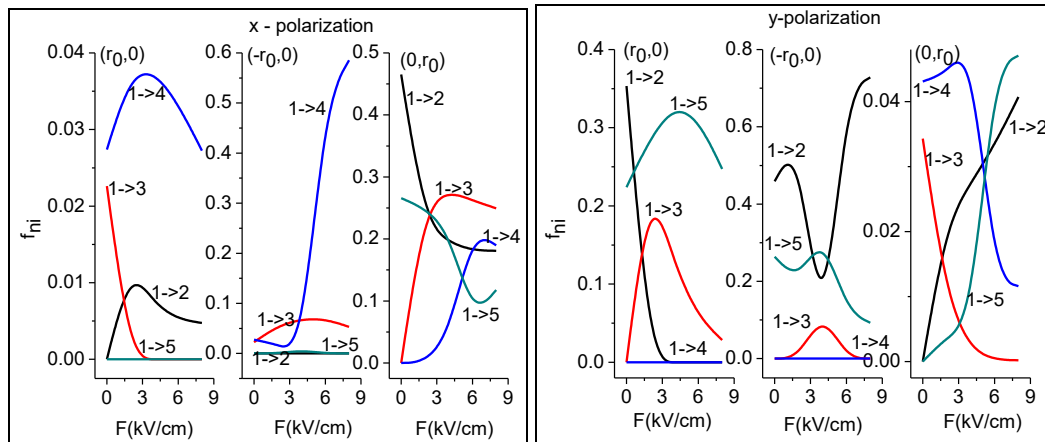 x - polarization
f_ni
(r_0,0)
0.04
0.03
0.02
0.01
0.00
1->4
1->3
1->2
1->5
0 3 6 9
F(kV/cm)
(-r_0,0)
0.6
0.5
0.4
0.3
0.2
0.1
0.0
1->4
1->3
1->5
1->2
0 3 6 9
F(kV/cm)
(0,r_0)
0.5
0.4
0.3
0.2
0.1
0.0
1->2
1->3
1->4
1->5
0 3 6 9
F(kV/cm)
y-polarization
f_ni
(r_0,0)
0.4
0.3
0.2
0.1
0.0
1->2
1->5
1->3
1->4
0 3 6 9
F(kV/cm)
(-r_0,0)
0.8
0.6
0.4
0.2
0.0
1->2
1->5
1->3
1->4
0 3 6 9
F(kV/cm)
(0,r_0)
0.04
0.02
0.00
1->4
1->2
1->3
1->5
0 3 6 9
F(kV/cm)